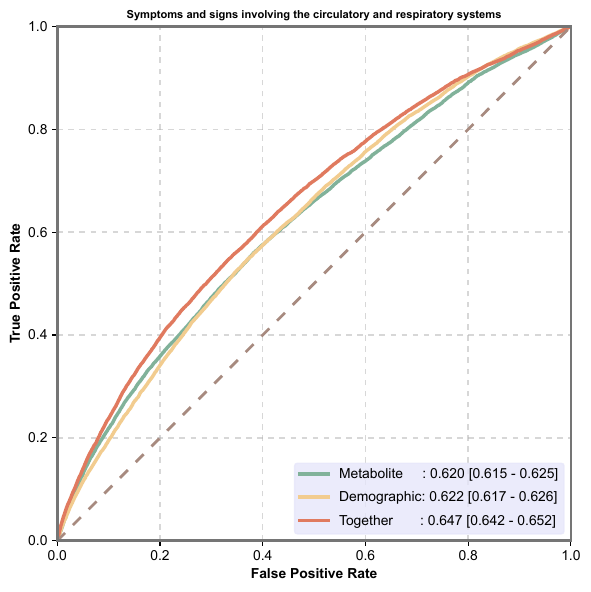 Symptoms and signs involving the circulatory and respiratory systems
1.0
0.8
0.6
0.4
0.2
0.0
True Positive Rate
Metabolite : 0.620 [0.615 - 0.625]
Demographic: 0.622 [0.617 - 0.626]
Together : 0.647 [0.642 - 0.652]
0.0 0.2 0.4 0.6 0.8 1.0
False Positive Rate